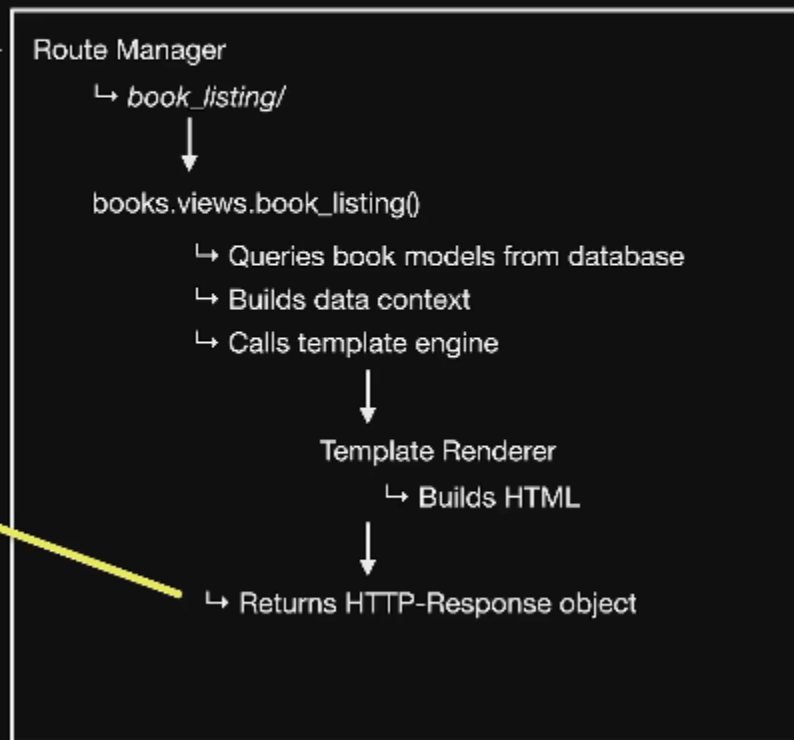 Route Manager
↳ book_listing/
books.views.book_listing()
↳ Queries book models from database
↳ Builds data context
↳ Calls template engine
Template Renderer
↳ Builds HTML
↳ Returns HTTP-Response object